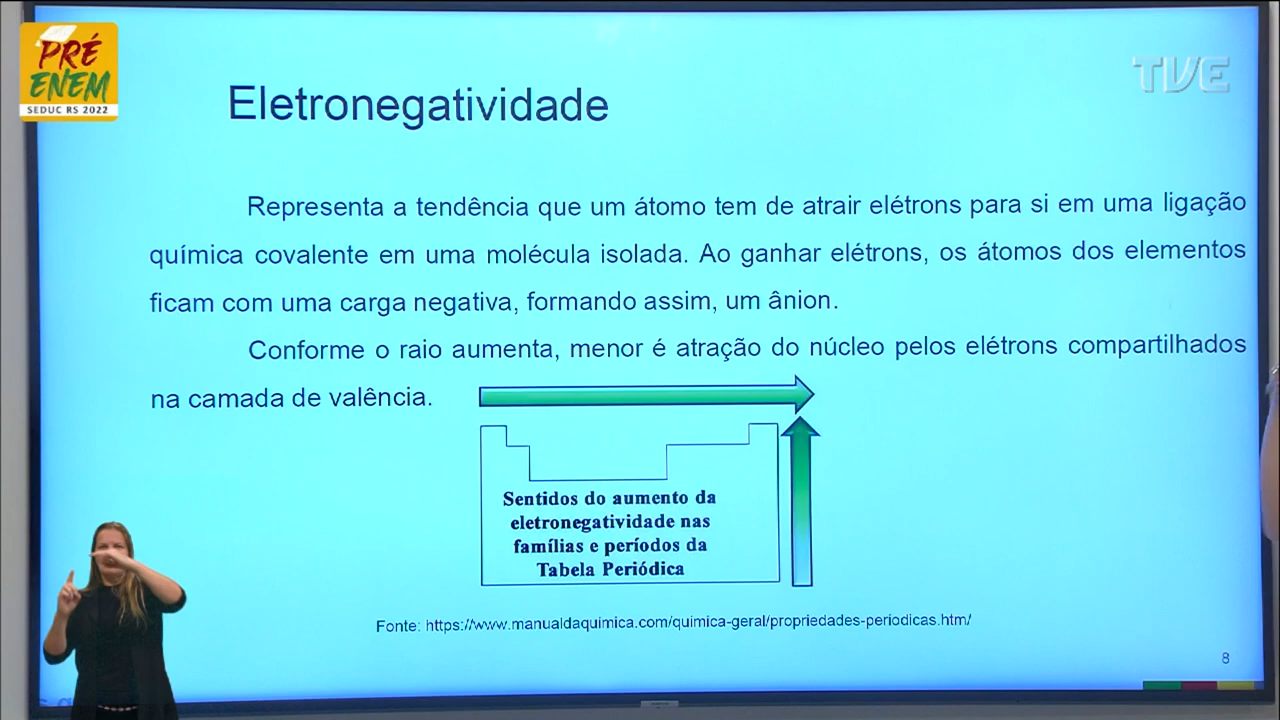 PRÉ
ENEM
SEDUC RS 2022
TVE
Eletronegatividade
Representa a tendência que um átomo tem de atrair elétrons para si em uma ligação
química covalente em uma molécula isolada. Ao ganhar elétrons, os átomos dos elementos
ficam com uma carga negativa, formando assim, um ânion.
Conforme o raio aumenta, menor é atração do núcleo pelos elétrons compartilhados
na camada de valência.
Sentidos do aumento da
eletronegatividade nas
famílias e períodos da
Tabela Periódica
Fonte: https://www.manualdaquimica.com/quimica-geral/propriedades-periodicas.htm/
8